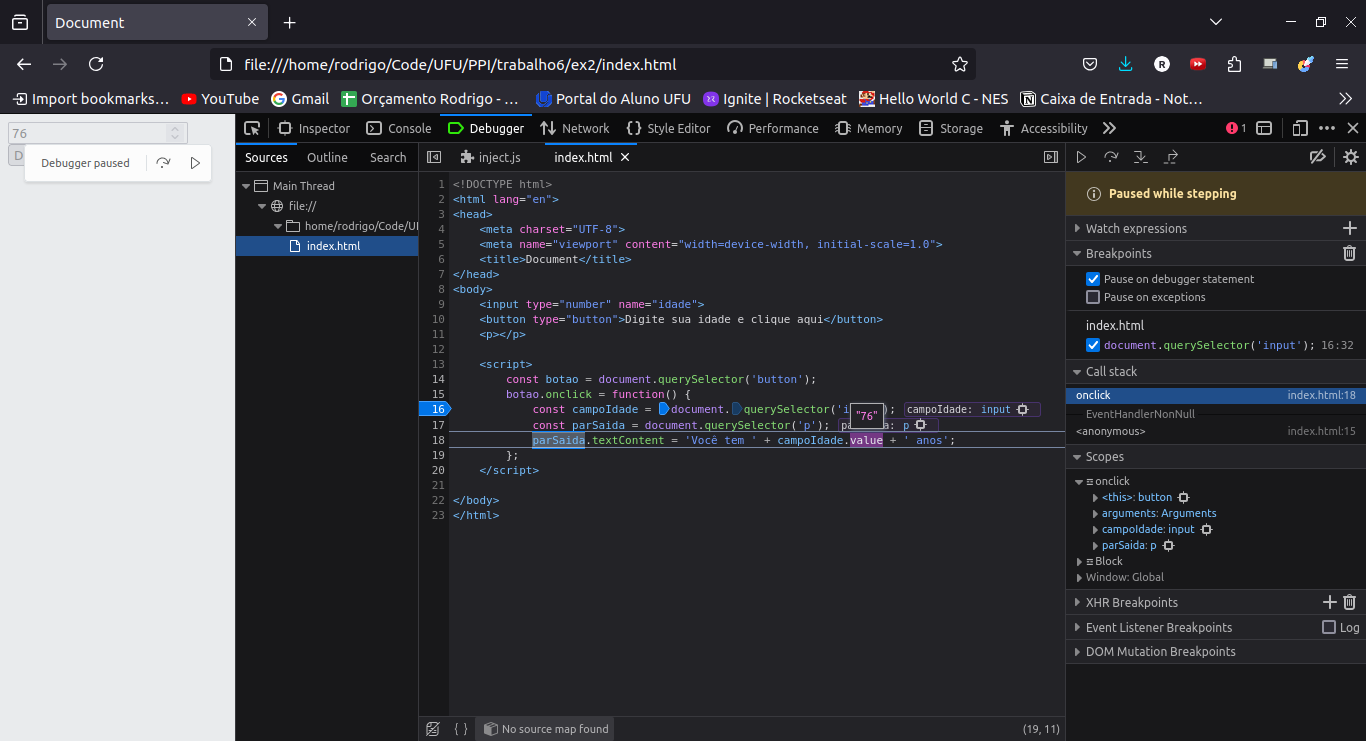 Document
file:///home/rodrigo/Code/UFU/PPI/trabalho6/ex2/index.html
Import bookmarks… YouTube Gmail Orçamento Rodrigo - … Portal do Aluno UFU Ignite | Rocketseat Hello World C - NES Caixa de Entrada - Not…
76
D
Debugger paused
Inspector Console Debugger Network Style Editor Performance Memory Storage Accessibility 1
Sources Outline Search
Main Thread
file://
home/rodrigo/Code/UF
index.html
inject.js index.html
1 <!DOCTYPE html>
2 <html lang="en">
3 <head>
4 <meta charset="UTF-8">
5 <meta name="viewport" content="width=device-width, initial-scale=1.0">
6 <title>Document</title>
7 </head>
8 <body>
9 <input type="number" name="idade">
10 <button type="button">Digite sua idade e clique aqui</button>
11 <p></p>
12
13 <script>
14 const botao = document.querySelector('button');
15 botao.onclick = function() {
16 const campoIdade = document.querySelector('i "76" ); campoIdade: input
17 const parSaida = document.querySelector('p'); pa a: p
18 parSaida.textContent = 'Você tem ' + campoIdade.value + ' anos';
19 };
20 </script>
21
22 </body>
23 </html>
No source map found (19, 11)
Paused while stepping
Watch expressions
Breakpoints
Pause on debugger statement
Pause on exceptions
index.html
document.querySelector('input'); 16:32
Call stack
onclick index.html:18
EventHandlerNonNull
<anonymous> index.html:15
Scopes
onclick
<this>: button
arguments: Arguments
campoIdade: input
parSaida: p
Block
Window: Global
XHR Breakpoints
Event Listener Breakpoints Log
DOM Mutation Breakpoints